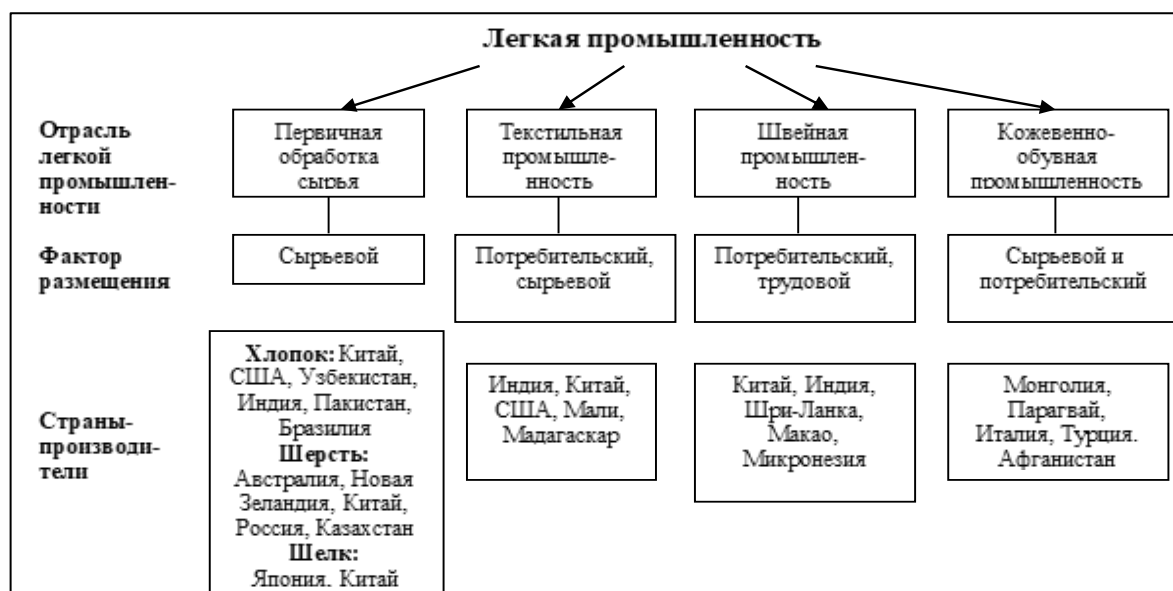 Легкая промышленность
Отрасль
легкой
промышлен-
ности
Первичная
обработка
сырья
Текстильная
промышле-
нность
Швейная
промышлен-
ность
Кожевенно-
обувная
промышленность
Фактор
размещения
Сырьевой
Потребительский,
сырьевой
Потребительский,
трудовой
Сырьевой и
потребительский
Страны-
производи-
тели
Хлопок: Китай,
США, Узбекистан,
Индия, Пакистан,
Бразилия
Шерсть:
Австралия, Новая
Зеландия, Китай,
Россия, Казахстан
Шелк:
Япония, Китай
Индия, Китай,
США, Мали,
Мадагаскар
Китай, Индия,
Шри-Ланка,
Макао,
Микронезия
Монголия,
Парагвай,
Италия, Турция.
Афганистан